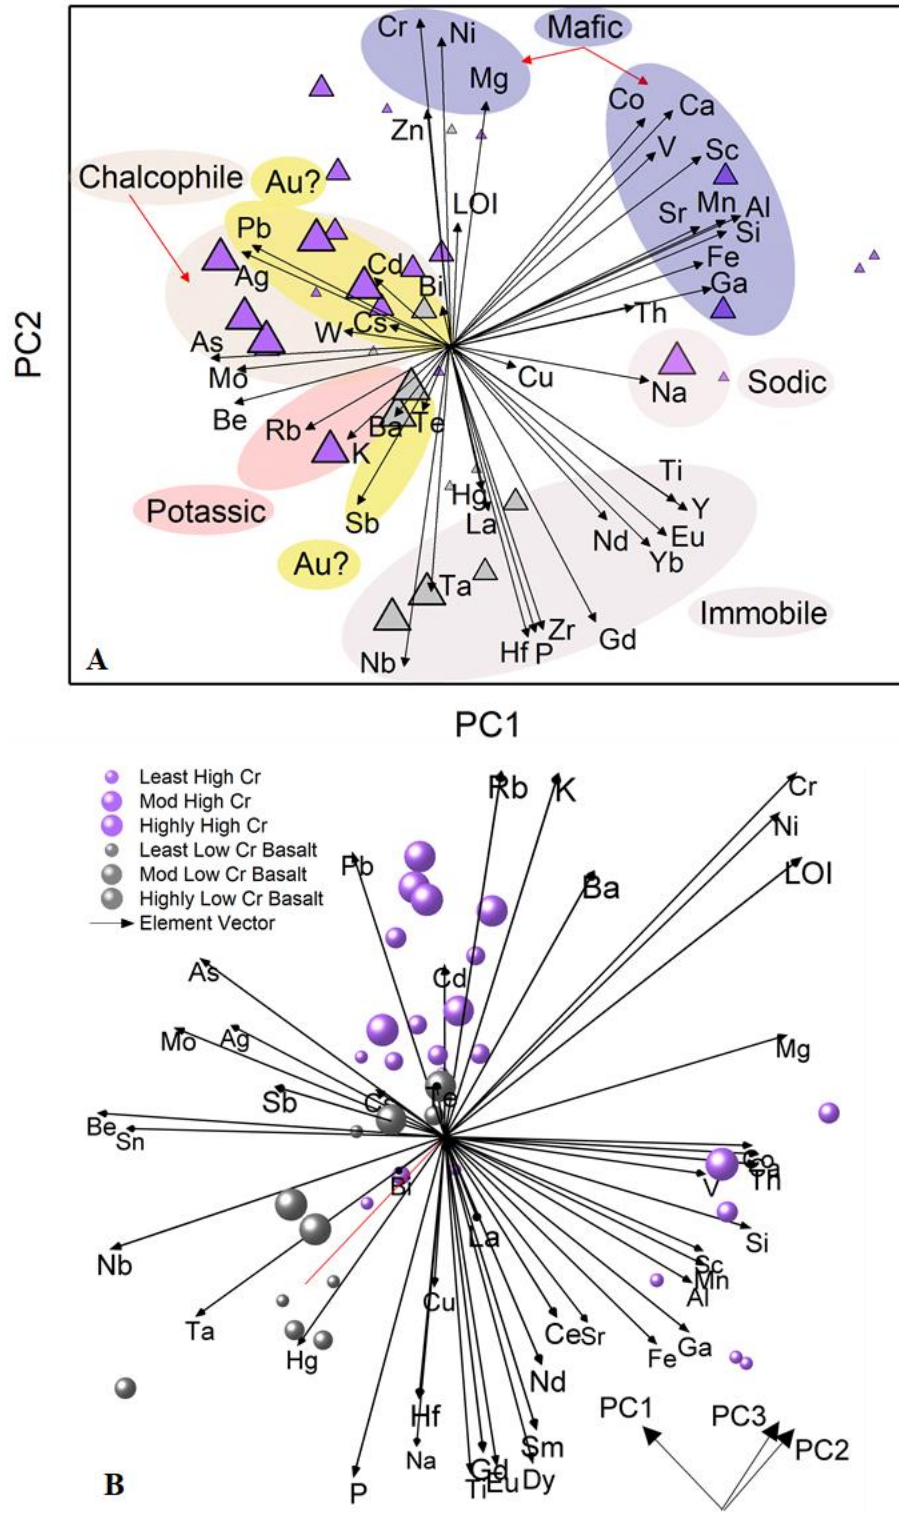 Cr
Ni
Mafic
Mg
Zn
Co
Ca
V
Sc
Chalcophile
Au?
LOI
Sr
Mn
Al
Si
Pb
Ag
Cd
Bi
Fe
Ga
PC2
W
Cs
Th
As
Mo
Be
Cu
Na
Sodic
Rb
Ba
Te
K
Potassic
Sb
Hg
La
Ti
Y
Nd
Eu
Yb
Au?
Ta
Immobile
A
Nb
Hf
P
Zr
Gd
PC1
Least High Cr
Mod High Cr
Highly High Cr
Least Low Cr Basalt
Mod Low Cr Basalt
Highly Low Cr Basalt
Element Vector
Rb
K
Cr
Ni
Pb
Ba
LOI
As
Cd
Mo
Ag
Mg
Sb
Cs
Te
Be
Sn
Co
Ca
Th
V
Bi
La
Si
Nb
Sc
Mn
Al
Ta
Hg
Cu
Ce
Sr
Fe
Ga
Nd
Hf
Na
Sm
PC1
PC3
PC2
P
Gd
Ti
Eu
Dy
B